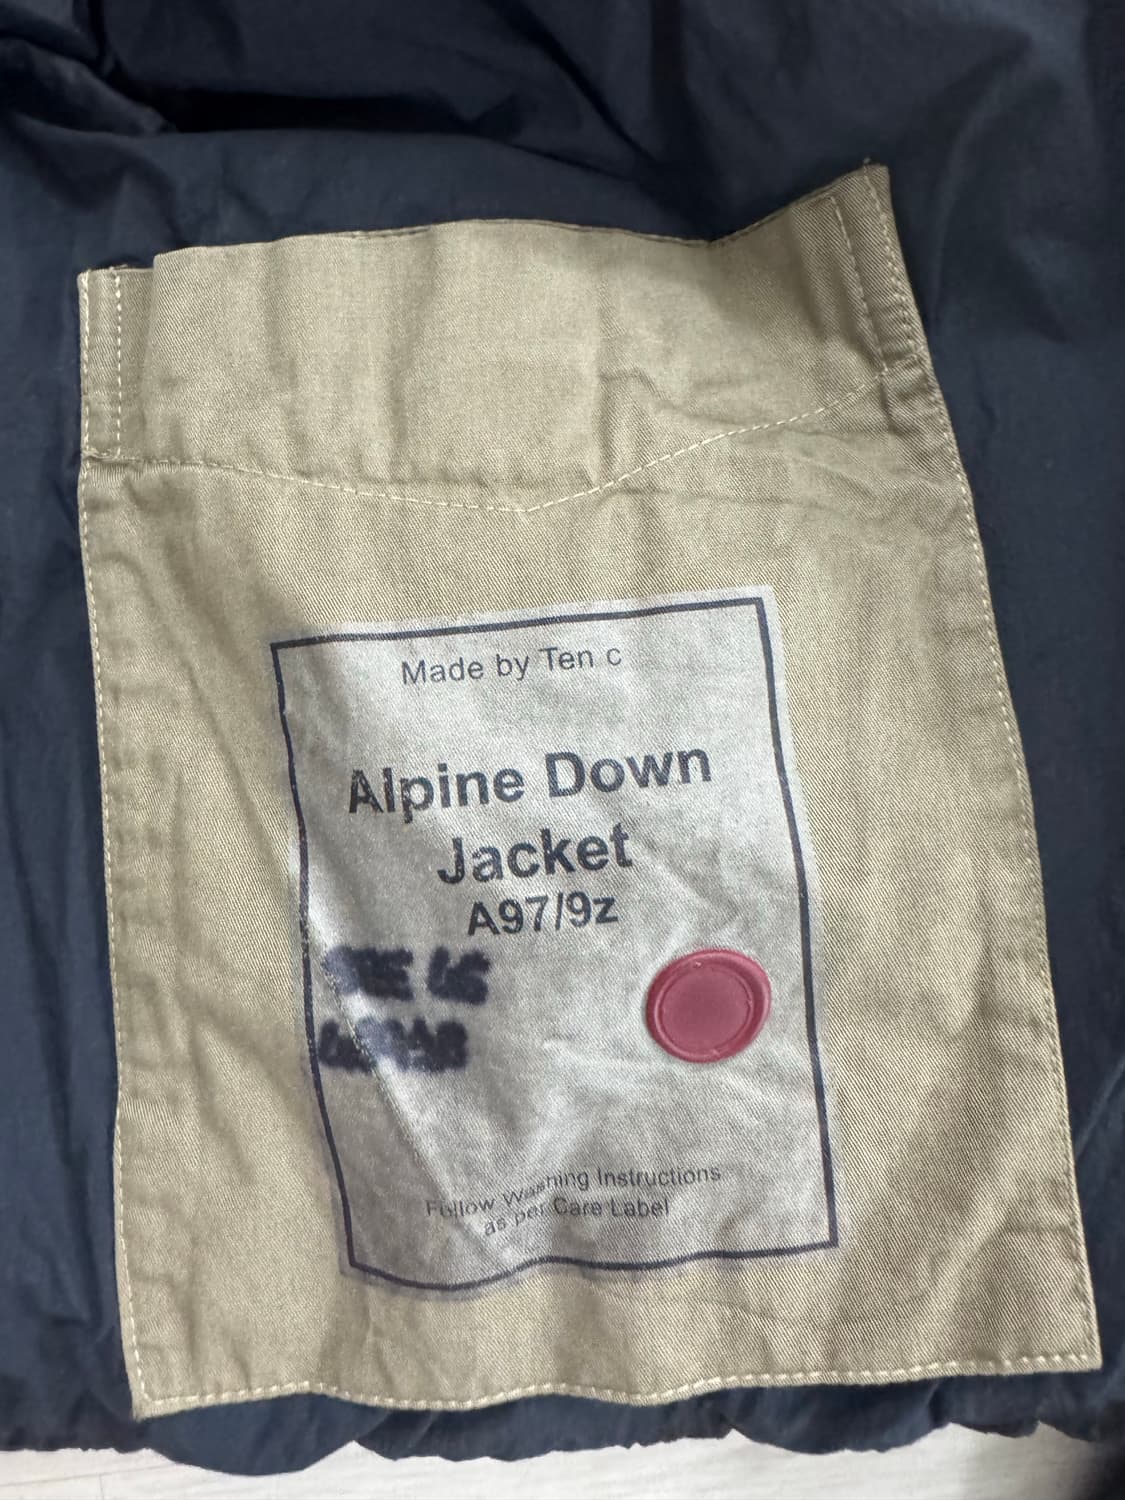 Made by Ten c
Alpine Down
Jacket
A97/9z
Follow Washing Instructions
as per Care Label